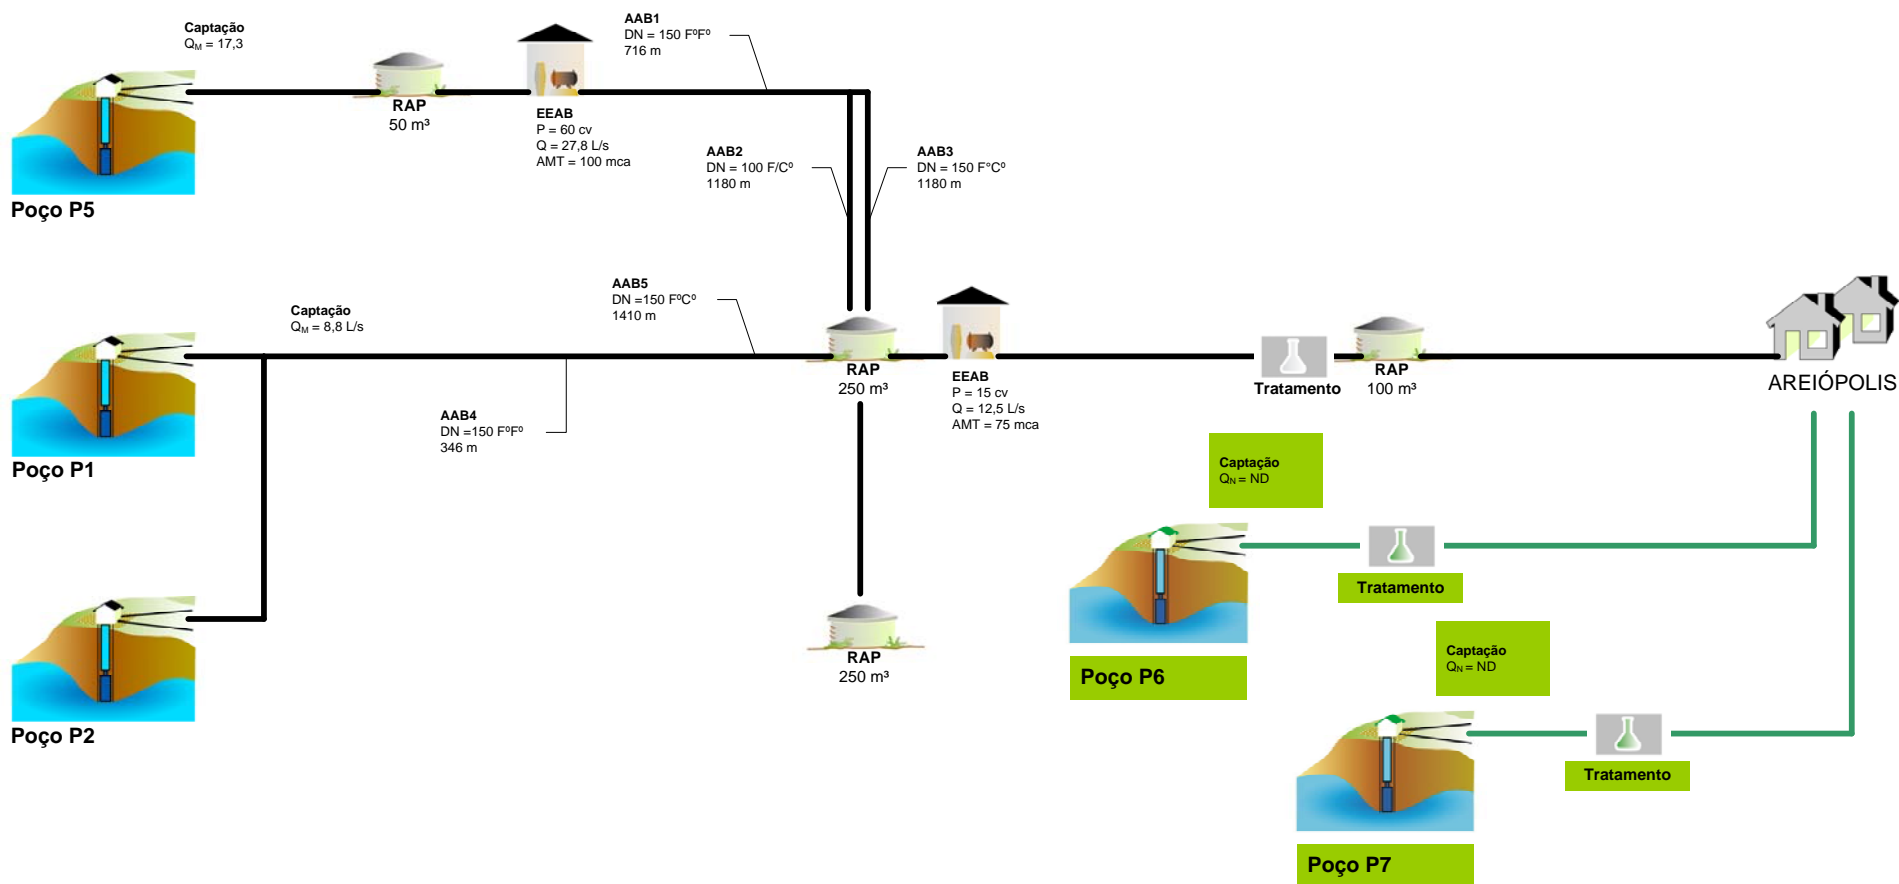 Captação
QM = 17,3
AAB1
DN = 150 FºFº
716 m
RAP
50 m³
EEAB
P = 60 cv
Q = 27,8 L/s
AMT = 100 mca
Poço P5
AAB2
DN = 100 F/Cº
1180 m
AAB3
DN = 150 F°Cº
1180 m
Captação
QM = 8,8 L/s
AAB5
DN =150 FºCº
1410 m
AAB4
DN =150 FºFº
346 m
Poço P1
RAP
250 m³
EEAB
P = 15 cv
Q = 12,5 L/s
AMT = 75 mca
Tratamento
RAP
100 m³
AREIÓPOLIS
Captação
QN = ND
Tratamento
Poço P6
Poço P2
RAP
250 m³
Captação
QN = ND
Tratamento
Poço P7